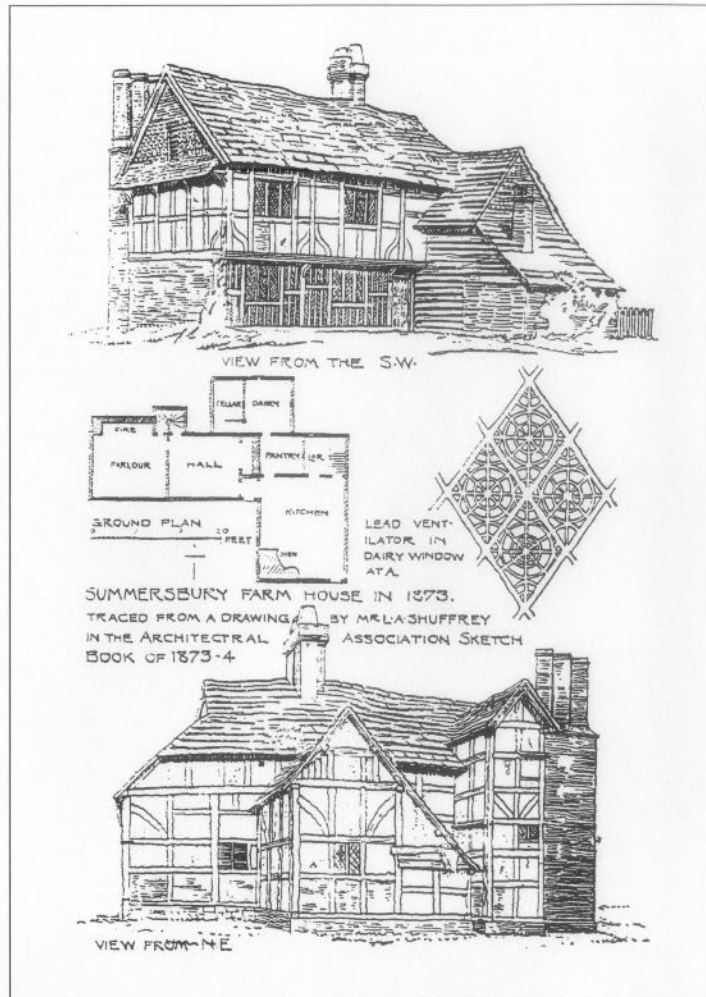 VIEW FROM THE S.W.
CELLAR DAIRY
FIRE
PARLOUR HALL
PANTRY LAR
KITCHEN
OVEN
GROUND PLAN
FEET
LEAD VENT-
ILATOR IN
DAIRY WINDOW
AT A
SUMMERSBURY FARM HOUSE IN 1873.
TRACED FROM A DRAWING BY MR L.A. SHUFFREY
IN THE ARCHITECTRAL ASSOCIATION SKETCH
BOOK OF 1873-4
A
VIEW FROM N E